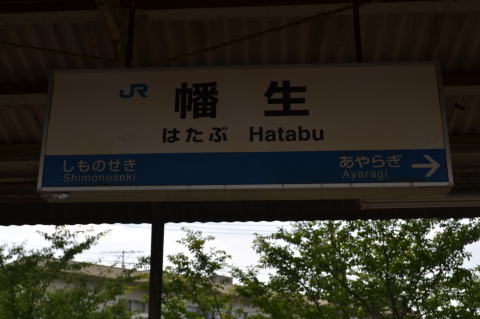 JR
幡生
はたぶ Hatabu
しものせき あやらぎ →
Shimonoseki Ayaragi